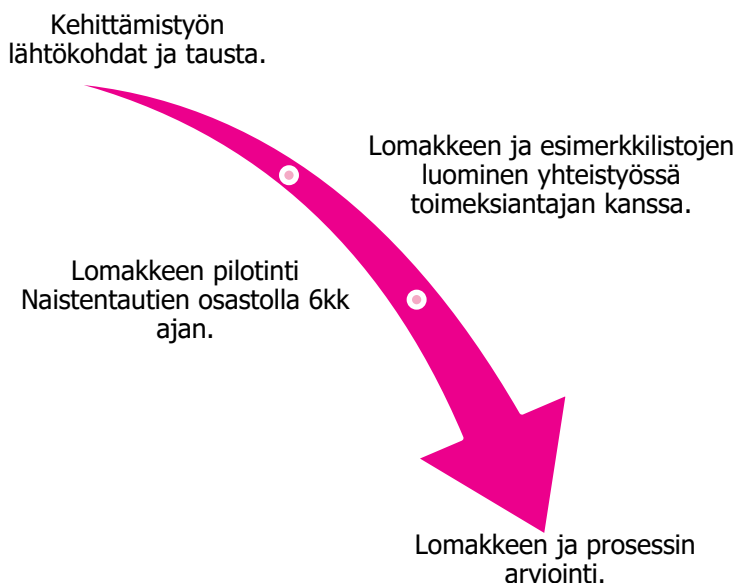 Kehittämistyön
lähtökohdat ja tausta.
Lomakkeen ja esimerkkilistojen
luominen yhteistyössä
toimeksiantajan kanssa.
Lomakkeen pilotinti
Naistentautien osastolla 6kk
ajan.
Lomakkeen ja prosessin
arviointi.